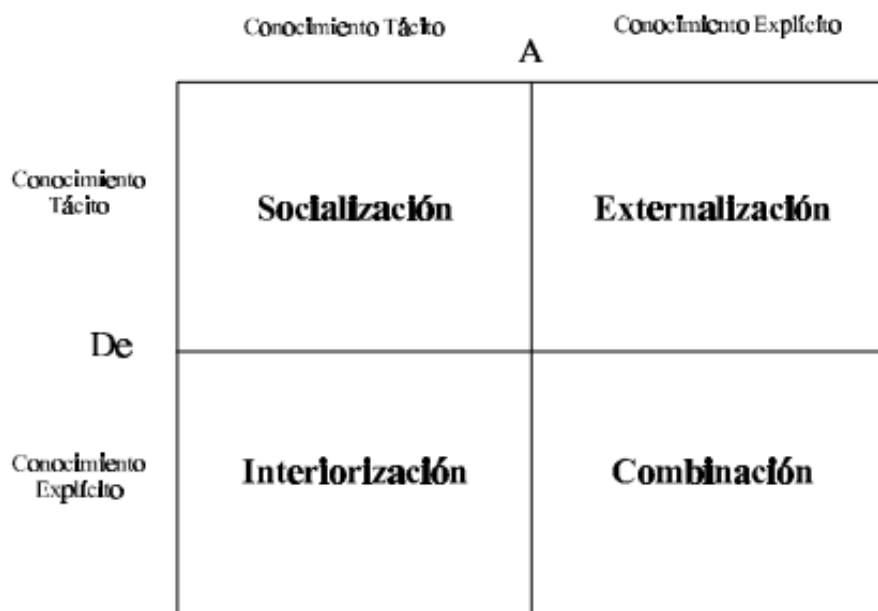 Conocimiento Tácito
Conocimiento Explícito
A
Conocimiento
Tácito
Socialización
Externalización
De
Conocimiento
Explícito
Interiorización
Combinación